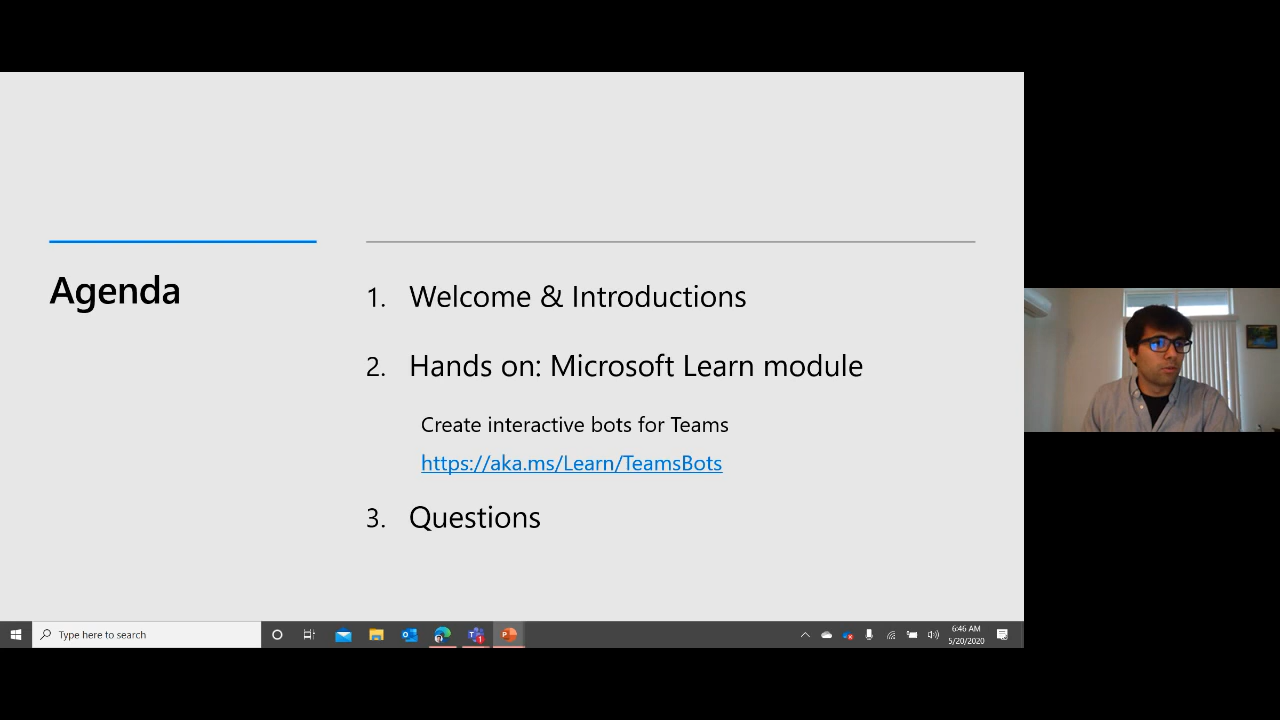 Agenda
1. Welcome & Introductions
2. Hands on: Microsoft Learn module
Create interactive bots for Teams
https://aka.ms/Learn/TeamsBots
3. Questions
Type here to search
6:46 AM
5/20/2020